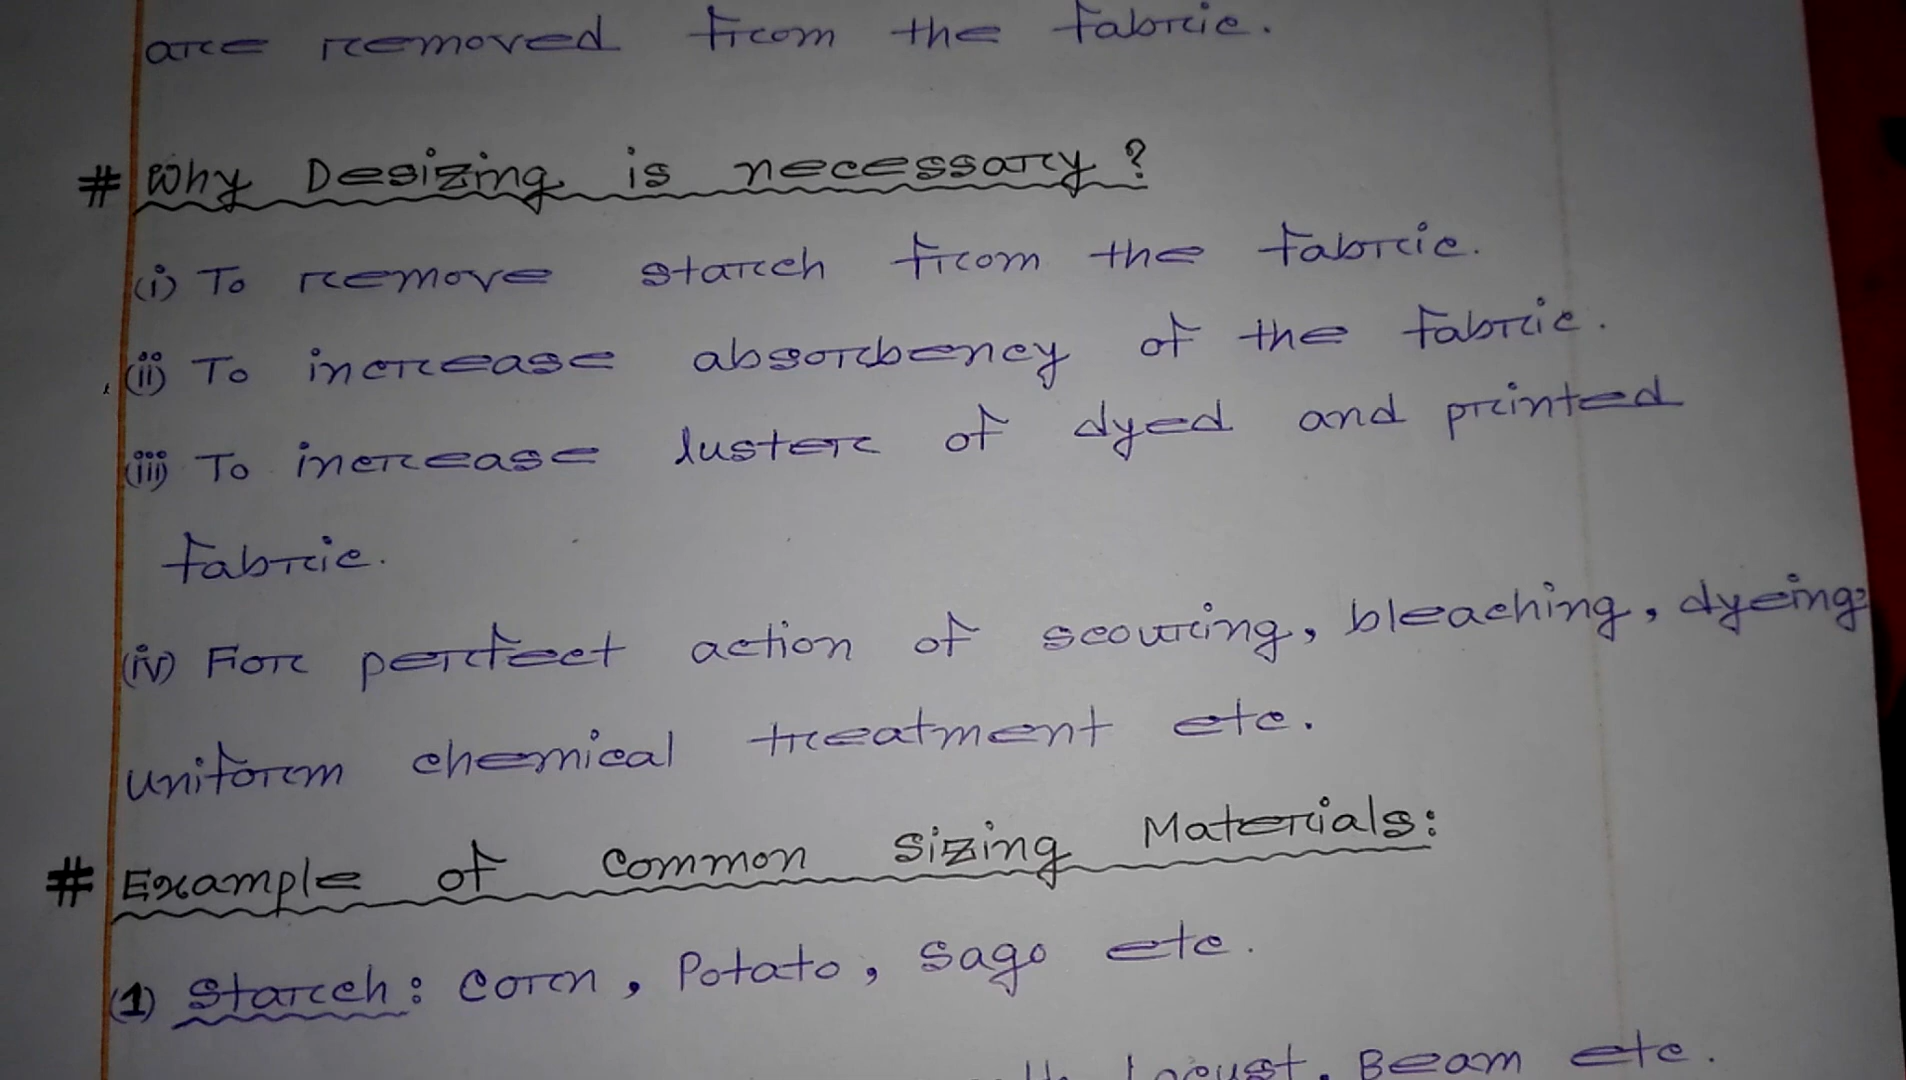 are removed from the fabric.
# Why Desizing is necessary?
(i) To remove starch from the fabric.
(ii) To increase absorbency of the fabric.
(iii) To increase luster of dyed and printed
fabric.
(iv) For perfect action of scouring, bleaching, dyeing,
uniform chemical treatment etc.
# Example of common sizing Materials:
(1) Starch: corn, Potato, sago etc.
Locust, Beam etc.